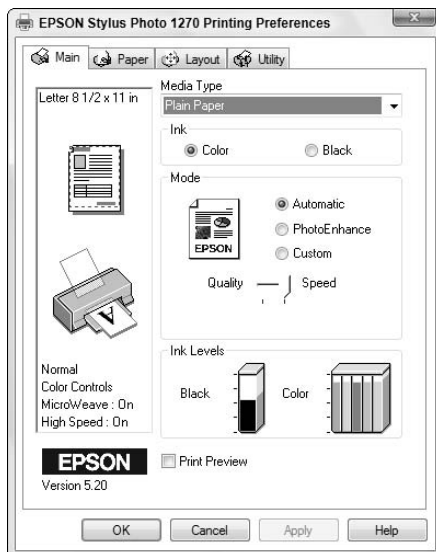 EPSON Stylus Photo 1270 Printing Preferences
Main
Paper
Layout
Utility
Letter 8 1/2 x 11 in
Media Type
Plain Paper
Ink
Color
Black
Mode
EPSON
Automatic
PhotoEnhance
Custom
Quality
Speed
A
Normal
Color Controls
MicroWeave : On
High Speed : On
Ink Levels
Black
Color
EPSON
Version 5.20
Print Preview
OK
Cancel
Apply
Help